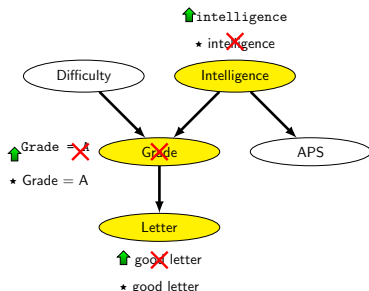 intelligence
⋆ intelligence
Difficulty
Intelligence
Grade = A
Grade
APS
⋆ Grade = A
Letter
good letter
⋆ good letter